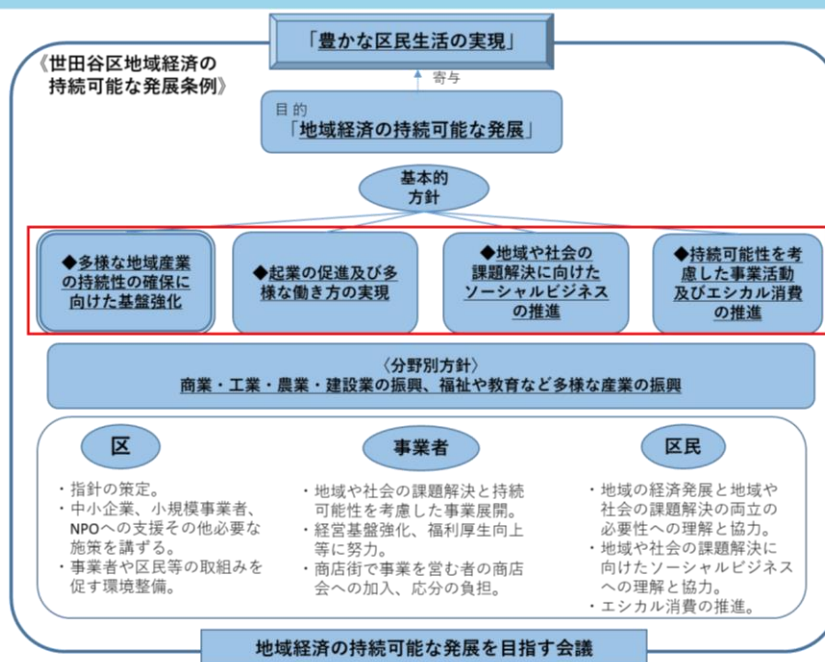 「豊かな区民生活の実現」
《世田谷区地域経済の
持続可能な発展条例》
寄与
目的
「地域経済の持続可能な発展」
基本的
方針
◆多様な地域産業
の持続性の確保に
向けた基盤強化
◆起業の促進及び多
様な働き方の実現
◆地域や社会の
課題解決に向けた
ソーシャルビジネス
の推進
◆持続可能性を考
慮した事業活動
及びエシカル消費
の推進
〈分野別方針〉
商業・工業・農業・建設業の振興、福祉や教育など多様な産業の振興
区
・指針の策定。
・中小企業、小規模事業者、
NPOへの支援その他必要な
施策を講ずる。
・事業者や区民等の取組みを
促す環境整備。
事業者
・地域や社会の課題解決と持続
可能性を考慮した事業展開。
・経営基盤強化、福利厚生向上
等に努力。
・商店街で事業を営む者の商店
会への加入、応分の負担。
区民
・地域の経済発展と地域や
社会の課題解決の両立の
必要性への理解と協力。
・地域や社会の課題解決に
向けたソーシャルビジネス
への理解と協力。
・エシカル消費の推進。
地域経済の持続可能な発展を目指す会議